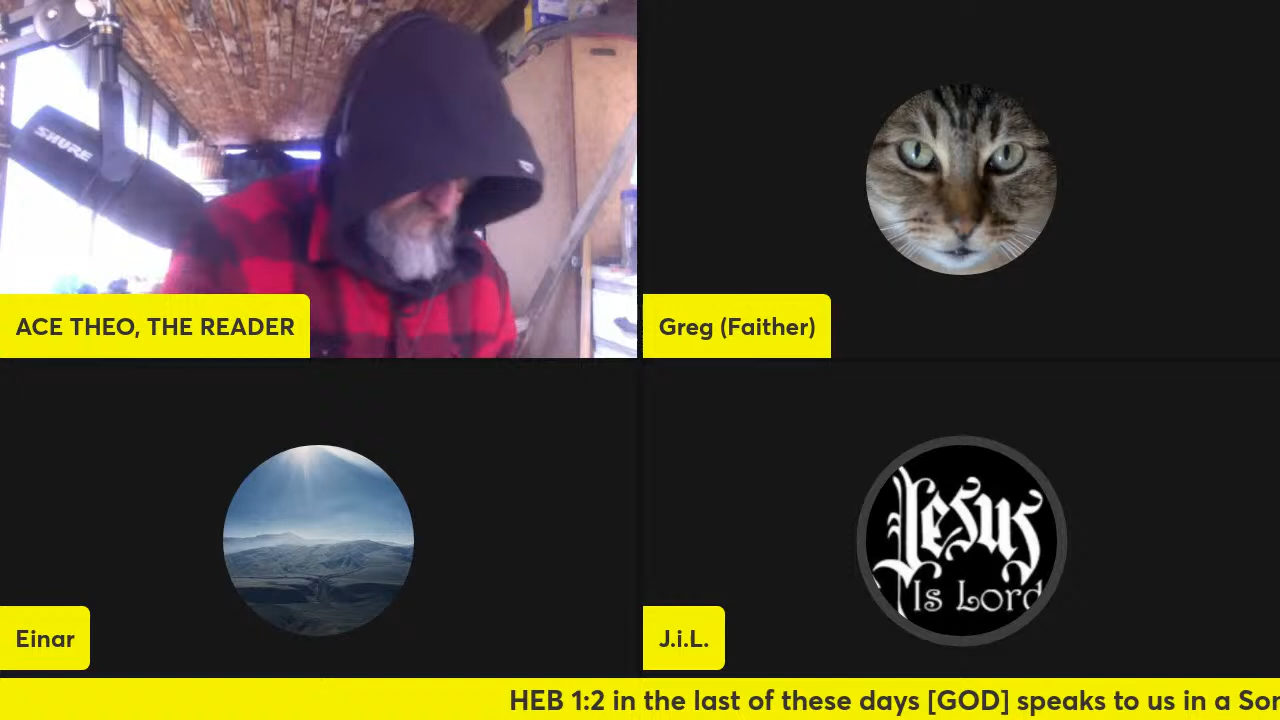 SHURE
ACE THEO, THE READER
Greg (Faither)
Jesus
Is Lord
Einar
J.i.L.
HEB 1:2 in the last of these days [GOD] speaks to us in a Son